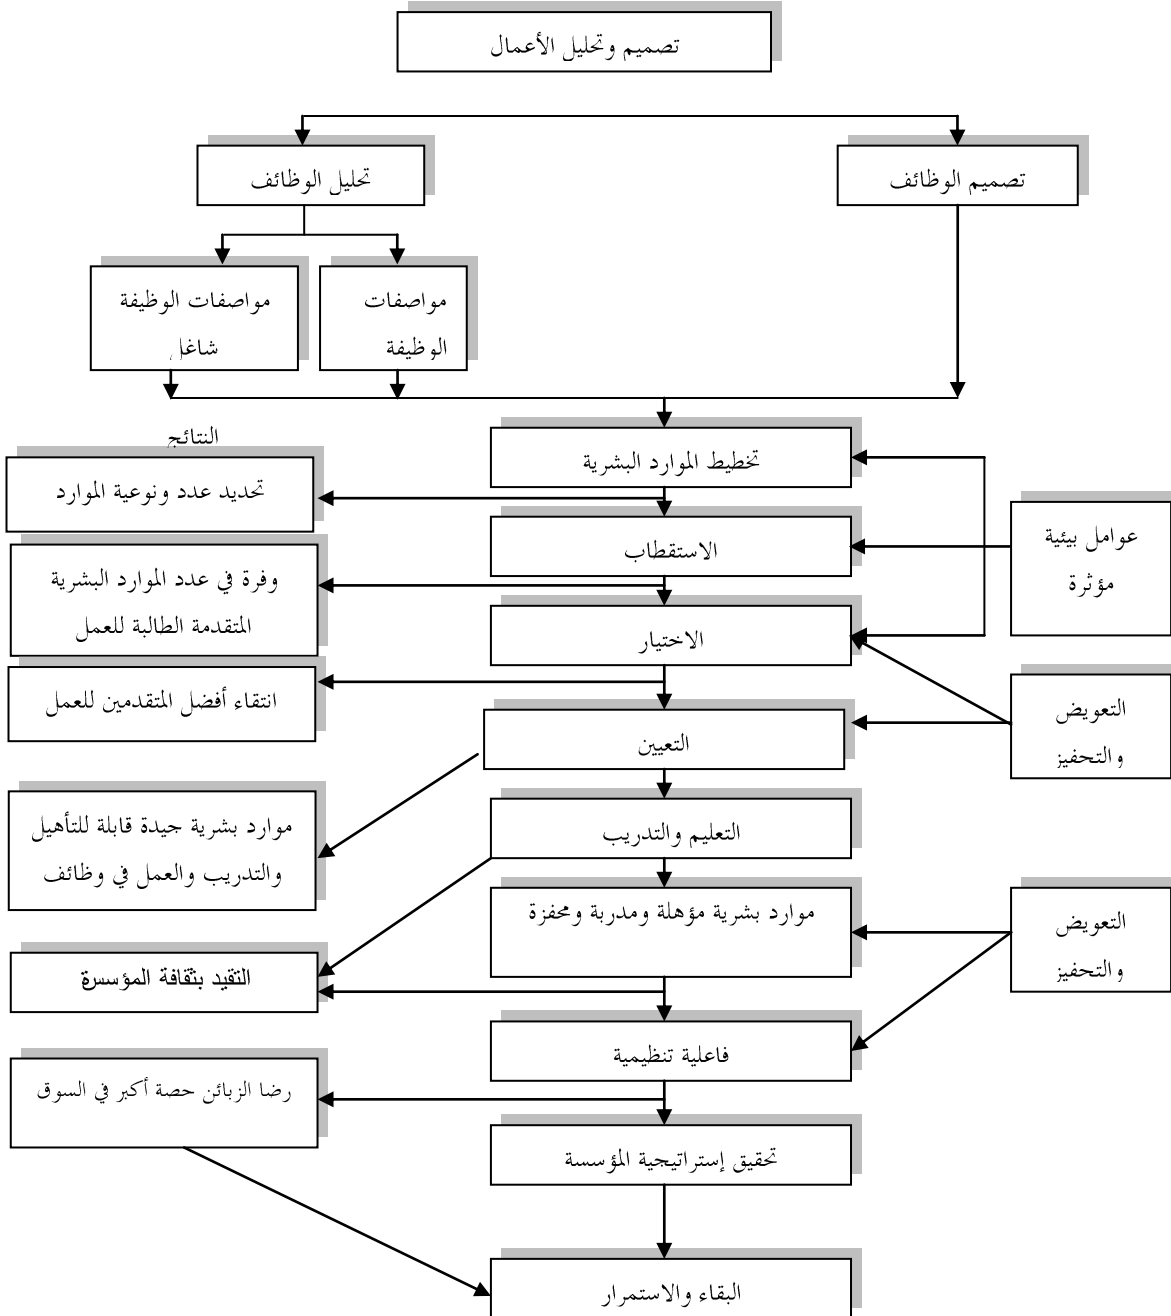 تصميم وتحليل الأعمال
تصميم الوظائف
تحليل الوظائف
مواصفات
الوظيفة
مواصفات الوظيفة
شاغل
النتائج
تخطيط الموارد البشرية
تحديد عدد ونوعية الموارد
عوامل بيئية
مؤثرة
الاستقطاب
وفرة في عدد الموارد البشرية
المتقدمة الطالبة للعمل
الاختيار
انتقاء أفضل المتقدمين للعمل
التعويض
والتحفيز
التعيين
موارد بشرية جيدة قابلة للتأهيل
والتدريب والعمل في وظائف
التعليم والتدريب
موارد بشرية مؤهلة ومدربة ومحفزة
التعويض
والتحفيز
التقيد بثقافة المؤسسة
فاعلية تنظيمية
رضا الزبائن حصة أكبر في السوق
تحقيق إستراتيجية المؤسسة
البقاء والاستمرار